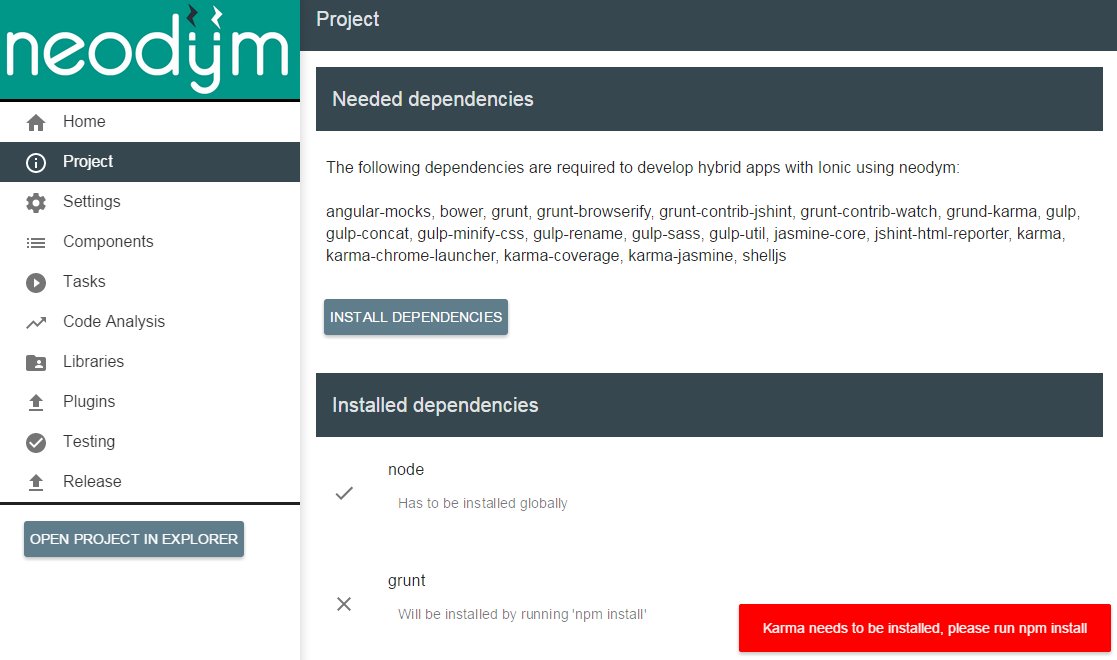 neodym
Home
Project
Settings
Components
Tasks
Code Analysis
Libraries
Plugins
Testing
Release
OPEN PROJECT IN EXPLORER
Project
Needed dependencies
The following dependencies are required to develop hybrid apps with Ionic using neodym:
angular-mocks, bower, grunt, grunt-browserify, grunt-contrib-jshint, grunt-contrib-watch, grund-karma, gulp,
gulp-concat, gulp-minify-css, gulp-rename, gulp-sass, gulp-util, jasmine-core, jshint-html-reporter, karma,
karma-chrome-launcher, karma-coverage, karma-jasmine, shelljs
INSTALL DEPENDENCIES
Installed dependencies
node
Has to be installed globally
grunt
Will be installed by running 'npm install'
Karma needs to be installed, please run npm install